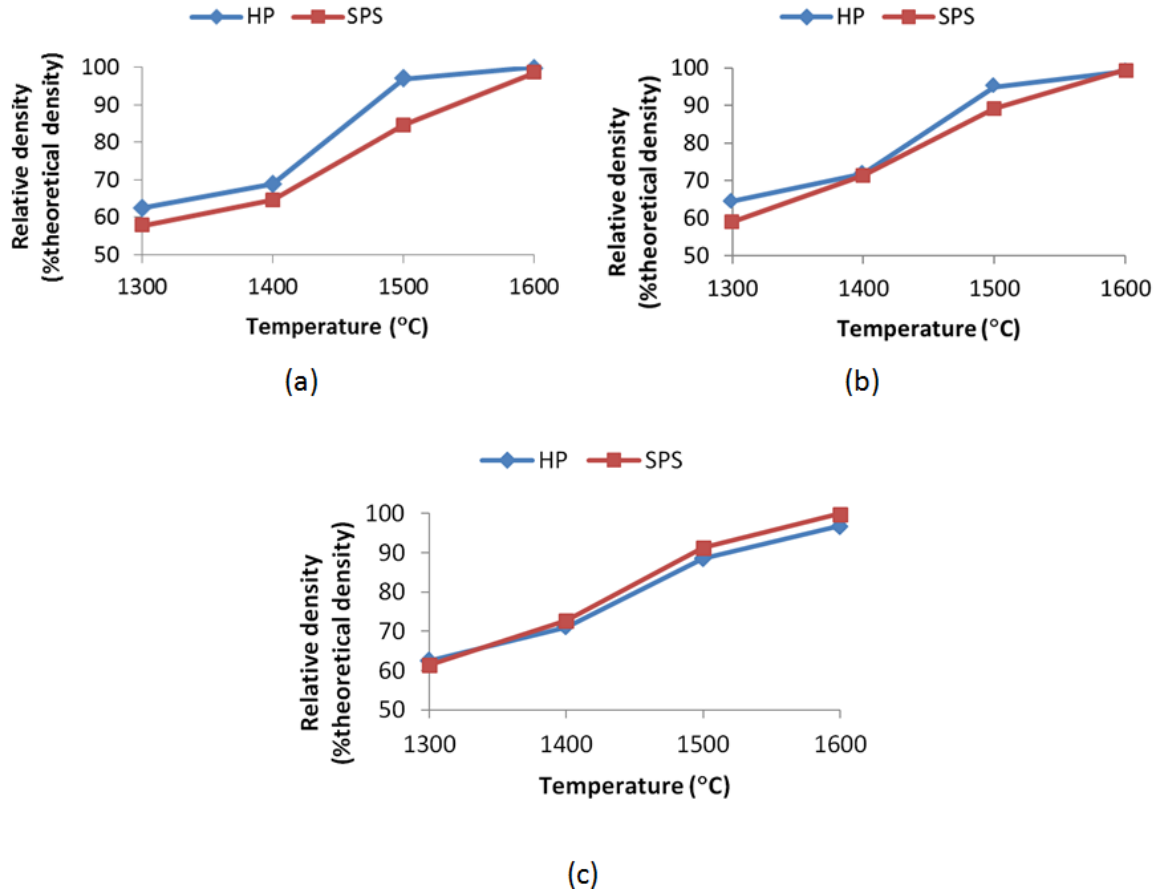 HP SPS
Relative density
(%theoretical density)
100
90
80
70
60
50
1300 1400 1500 1600
Temperature (°C)
(a)
HP SPS
Relative density
(%theoretical density)
100
90
80
70
60
50
1300 1400 1500 1600
Temperature (°C)
(b)
HP SPS
Relative density
(%theoretical density)
100
90
80
70
60
50
1300 1400 1500 1600
Temperature (°C)
(c)